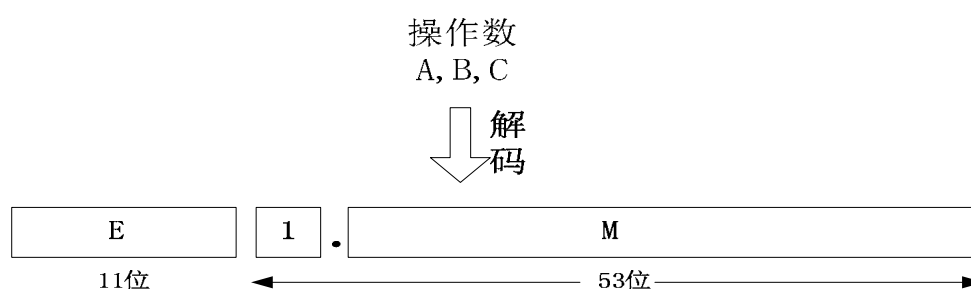 操作数
A, B, C
解
码
E 1 . M
11位 53位